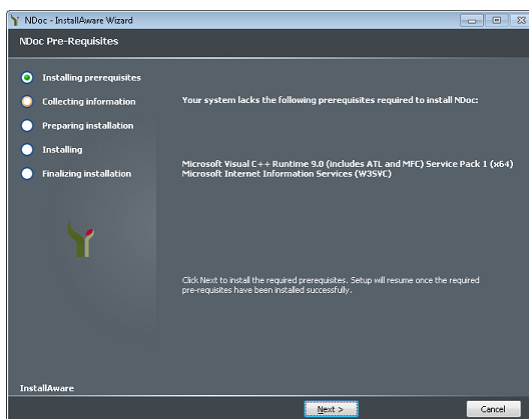 NDoc - InstallAware Wizard
NDoc Pre-Requisites
Installing prerequisites
Collecting information
Preparing installation
Installing
Finalizing installation
Your system lacks the following prerequisites required to install NDoc:
Microsoft Visual C++ Runtime 9.0 (includes ATL and MFC) Service Pack 1 (x64)
Microsoft Internet Information Services (W3SVC)
Click Next to install the required prerequisites. Setup will resume once the required
pre-requisites have been installed successfully.
InstallAware
Next >
Cancel